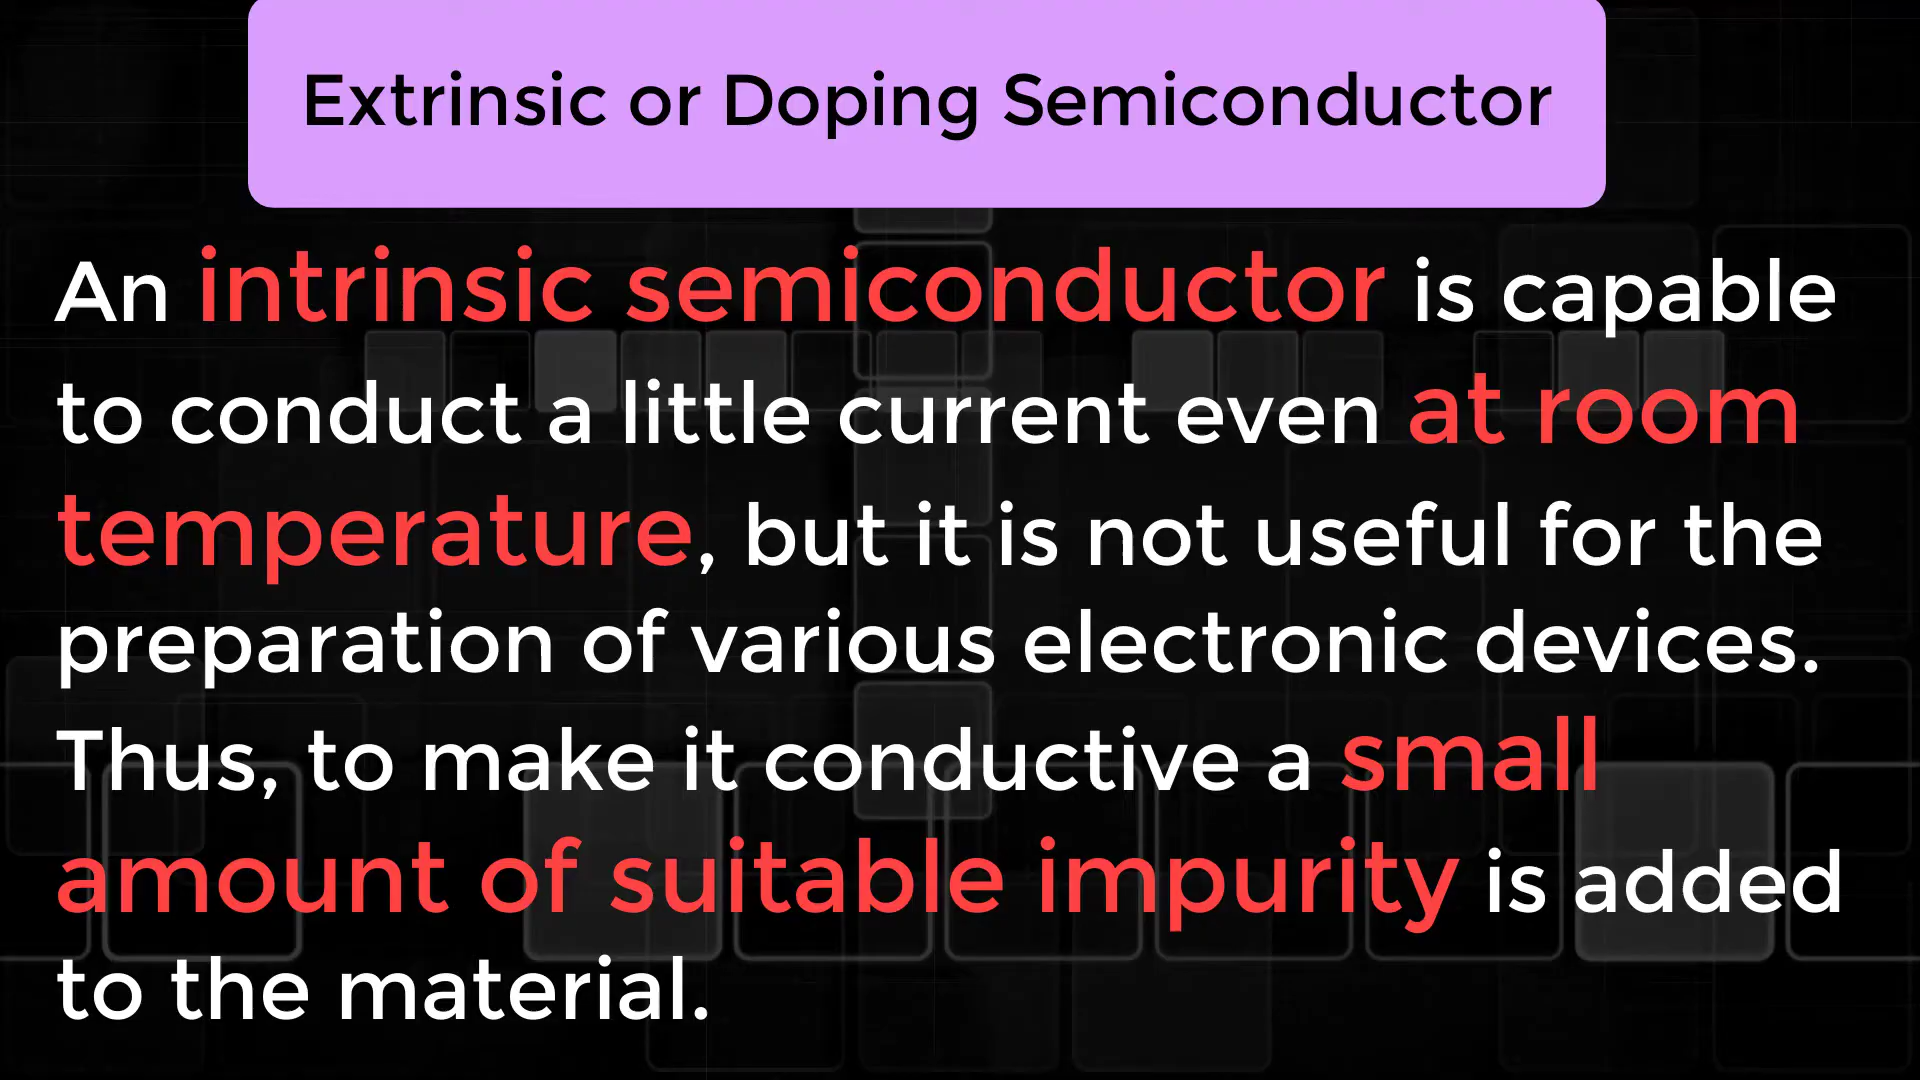 Extrinsic or Doping Semiconductor
An intrinsic semiconductor is capable
to conduct a little current even at room
temperature, but it is not useful for the
preparation of various electronic devices.
Thus, to make it conductive a small
amount of suitable impurity is added
to the material.